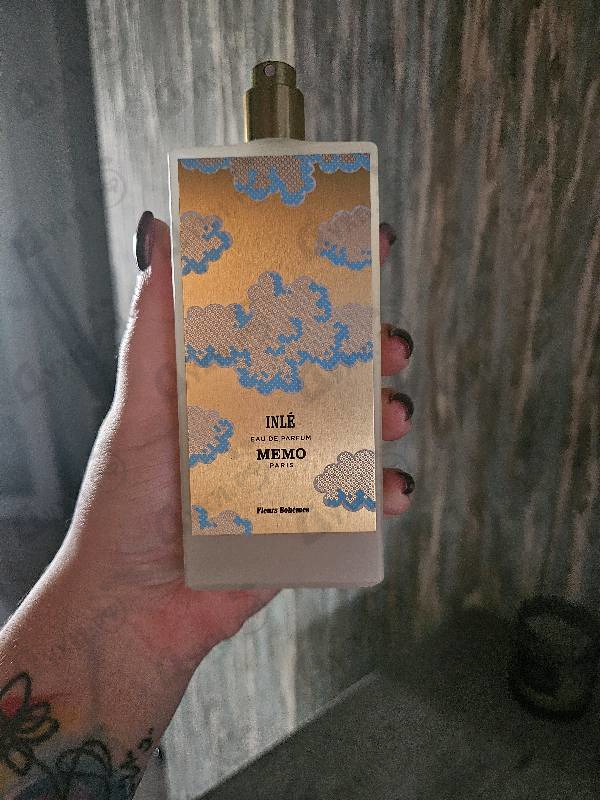 INLÉ
EAU DE PARFUM
MEMO
PARIS
Fleurs Bohèmes